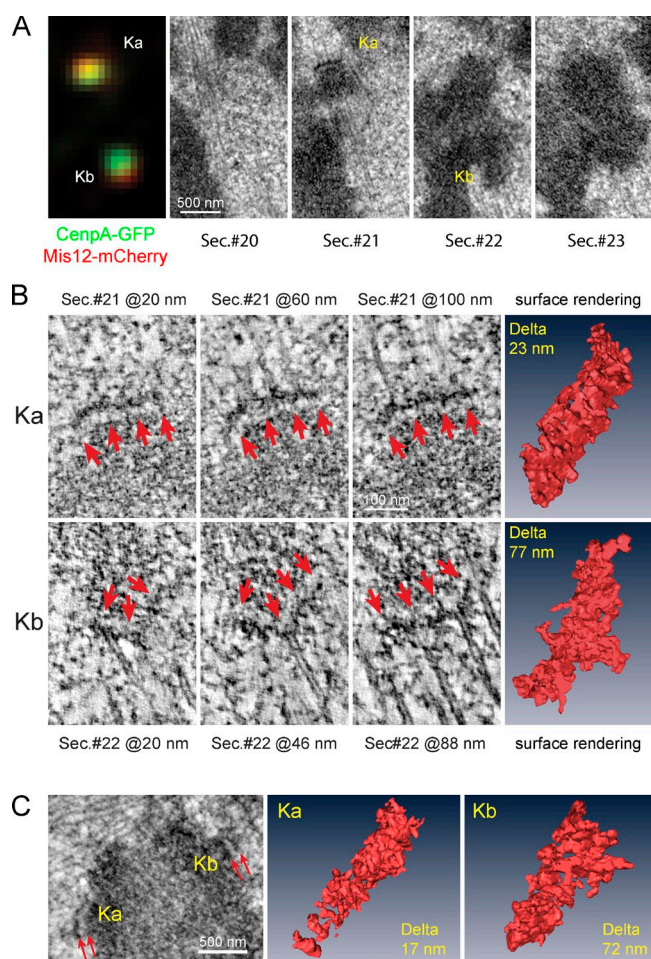 A
Ka
Kb
CenpA-GFP
Mis12-mCherry
500 nm
Sec.#20
Ka
Sec.#21
Kb
Sec.#22
Sec.#23
B
Sec.#21 @20 nm
Sec.#21 @60 nm
Sec.#21 @100 nm
surface rendering
Ka
100 nm
Delta
23 nm
Kb
Delta
77 nm
Sec.#22 @20 nm
Sec.#22 @46 nm
Sec#22 @88 nm
surface rendering
C
Ka
Kb
500 nm
Ka
Delta
17 nm
Kb
Delta
72 nm